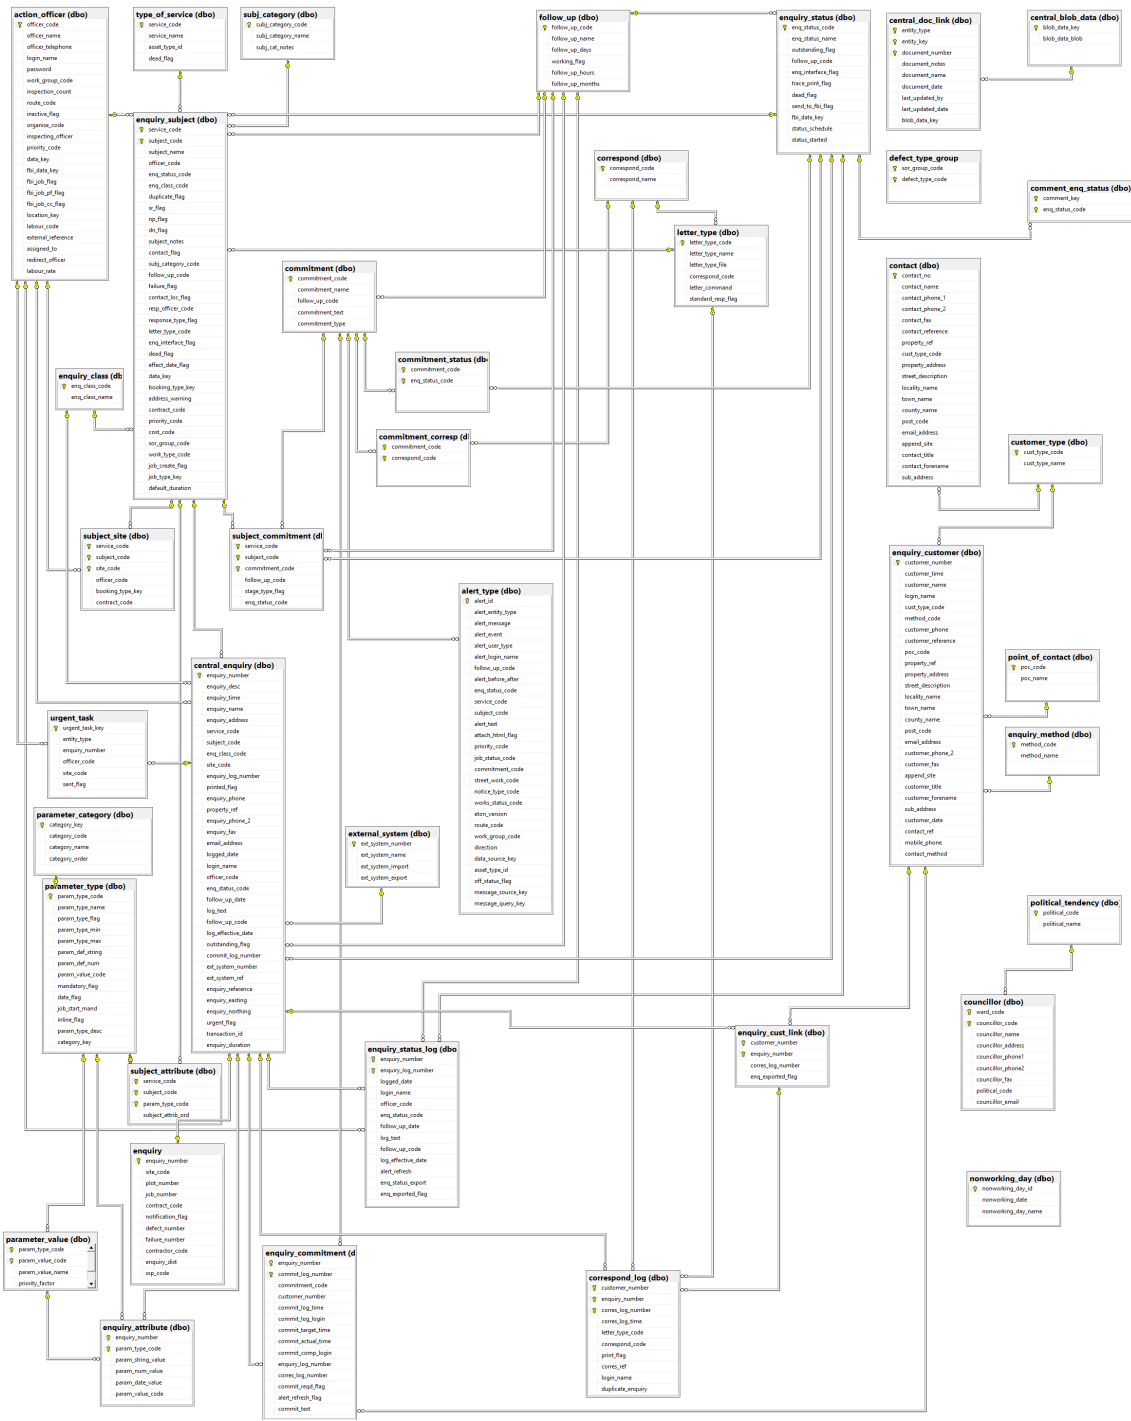 action_officer (dbo)
officer_code
officer_name
officer_telephone
login_name
password
work_group_code
inspection_count
route_code
inactive_flag
organise_code
inspecting_officer
priority_code
data_key
fbi_data_key
fbi_job_flag
fbi_job_pf_flag
fbi_job_cc_flag
location_key
labour_code
external_reference
assigned_to
redirect_officer
labour_rate
type_of_service (dbo)
service_code
service_name
asset_type_id
dead_flag
subj_category (dbo)
subj_category_code
subj_category_name
subj_cat_notes
follow_up (dbo)
follow_up_code
follow_up_name
follow_up_days
working_flag
follow_up_hours
follow_up_months
enquiry_status (dbo)
enq_status_code
enq_status_name
outstanding_flag
follow_up_code
enq_interface_flag
trace_print_flag
dead_flag
send_to_fbi_flag
fbi_data_key
status_schedule
status_started
central_doc_link (dbo)
entity_type
entity_key
document_number
document_notes
document_name
document_date
last_updated_by
last_updated_date
blob_data_key
central_blob_data (dbo)
blob_data_key
blob_data_blob
enquiry_subject (dbo)
service_code
subject_code
subject_name
officer_code
enq_status_code
enq_class_code
duplicate_flag
sr_flag
np_flag
dn_flag
subject_notes
contact_flag
subj_category_code
follow_up_code
failure_flag
contact_loc_flag
resp_officer_code
response_type_flag
letter_type_code
enq_interface_flag
dead_flag
effect_date_flag
data_key
booking_type_key
address_warning
contract_code
priority_code
cost_code
sor_group_code
work_type_code
job_create_flag
job_type_key
default_duration
correspond (dbo)
correspond_code
correspond_name
defect_type_group
sor_group_code
defect_type_code
comment_enq_status (dbo)
comment_key
enq_status_code
letter_type (dbo)
letter_type_code
letter_type_name
letter_type_file
correspond_code
letter_command
standard_resp_flag
commitment (dbo)
commitment_code
commitment_name
follow_up_code
commitment_text
commitment_type
contact (dbo)
contact_no
contact_name
contact_phone_1
contact_phone_2
contact_fax
contact_reference
property_ref
cust_type_code
property_address
street_description
locality_name
town_name
county_name
post_code
email_address
append_site
contact_title
contact_forename
sub_address
commitment_status (db
commitment_code
enq_status_code
enquiry_class (db
enq_class_code
enq_class_name
commitment_corresp (d
commitment_code
correspond_code
customer_type (dbo)
cust_type_code
cust_type_name
subject_site (dbo)
service_code
subject_code
site_code
officer_code
booking_type_key
contract_code
subject_commitment (d
service_code
subject_code
commitment_code
follow_up_code
stage_type_flag
enq_status_code
enquiry_customer (dbo)
customer_number
customer_time
customer_name
login_name
cust_type_code
method_code
customer_phone
customer_reference
poc_code
property_ref
property_address
street_description
locality_name
town_name
county_name
post_code
email_address
customer_phone_2
customer_fax
append_site
customer_title
customer_forename
sub_address
customer_date
contact_ref
mobile_phone
contact_method
alert_type (dbo)
alert_id
alert_entity_type
alert_message
alert_event
alert_user_type
alert_login_name
follow_up_code
alert_before_after
enq_status_code
service_code
subject_code
alert_text
attach_html_flag
priority_code
job_status_code
commitment_code
street_work_code
notice_type_code
works_status_code
eton_version
route_code
work_group_code
direction
data_source_key
asset_type_id
off_status_flag
message_source_key
message_query_key
point_of_contact (dbo)
poc_code
poc_name
enquiry_method (dbo)
method_code
method_name
central_enquiry (dbo)
enquiry_number
enquiry_desc
enquiry_time
enquiry_name
enquiry_address
service_code
subject_code
enq_class_code
site_code
enquiry_log_number
printed_flag
enquiry_phone
property_ref
enquiry_phone_2
enquiry_fax
email_address
logged_date
login_name
officer_code
enq_status_code
follow_up_date
log_text
follow_up_code
log_effective_date
outstanding_flag
commit_log_number
ext_system_number
ext_system_ref
enquiry_reference
enquiry_easting
enquiry_northing
urgent_flag
transaction_id
enquiry_duration
urgent_task
urgent_task_key
entity_type
enquiry_number
officer_code
site_code
sent_flag
parameter_category (dbo)
category_key
category_code
category_name
category_order
external_system (dbo)
ext_system_number
ext_system_name
ext_system_import
ext_system_export
parameter_type (dbo)
param_type_code
param_type_name
param_type_flag
param_type_min
param_type_max
param_def_string
param_def_num
param_value_code
mandatory_flag
date_flag
job_start_mand
inline_flag
param_type_desc
category_key
political_tendency (dbo
political_code
political_name
councillor (dbo)
ward_code
councillor_code
councillor_name
councillor_address
councillor_phone1
councillor_phone2
councillor_fax
political_code
councillor_email
enquiry_cust_link (dbo)
customer_number
enquiry_number
corres_log_number
enq_exported_flag
enquiry_status_log (dbo
enquiry_number
enquiry_log_number
logged_date
login_name
officer_code
enq_status_code
follow_up_date
log_text
follow_up_code
log_effective_date
alert_refresh
enq_status_export
enq_exported_flag
subject_attribute (dbo)
service_code
subject_code
param_type_code
subject_attrib_ord
enquiry
enquiry_number
site_code
plot_number
job_number
contract_code
notification_flag
defect_number
failure_number
contractor_code
enquiry_dist
ssp_code
nonworking_day (dbo)
nonworking_day_id
nonworking_date
nonworking_day_name
parameter_value (dbo)
param_type_code
param_value_code
param_value_name
priority_factor
enquiry_commitment (d
enquiry_number
commit_log_number
commitment_code
customer_number
commit_log_time
commit_log_login
commit_target_time
commit_actual_time
commit_comp_login
enquiry_log_number
corres_log_number
commit_reqd_flag
alert_refresh_flag
commit_text
correspond_log (dbo)
customer_number
enquiry_number
corres_log_number
corres_log_time
letter_type_code
correspond_code
print_flag
corres_ref
login_name
duplicate_enquiry
enquiry_attribute (dbo)
enquiry_number
param_type_code
param_string_value
param_num_value
param_date_value
param_value_code